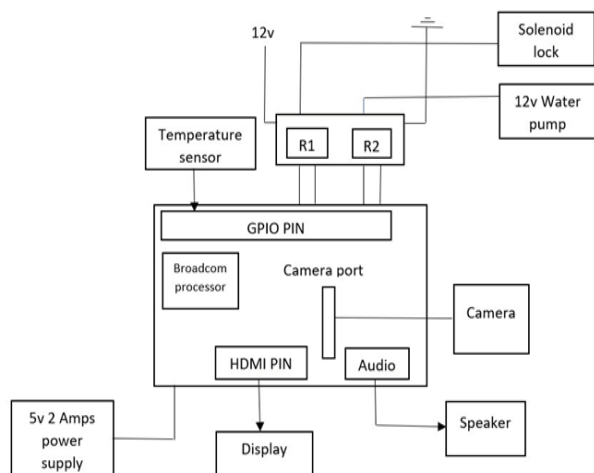 12v
Solenoid
lock
12v Water
pump
Temperature
sensor
R1
R2
GPIO PIN
Broadcom
processor
Camera port
Camera
HDMI PIN
Audio
5v 2 Amps
power
supply
Display
Speaker